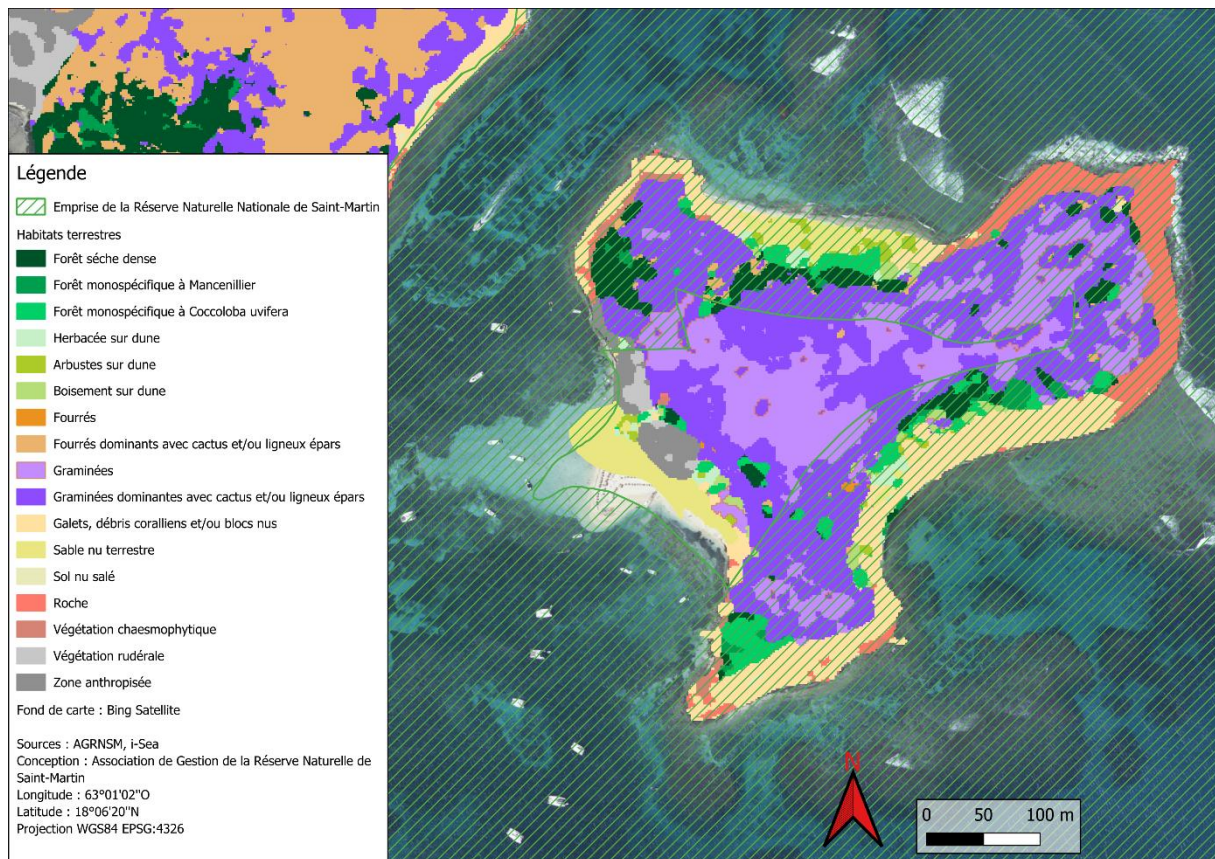 Légende
Emprise de la Réserve Naturelle Nationale de Saint-Martin
Habitats terrestres
Forêt séche dense
Forêt monospécifique à Mancenillier
Forêt monospécifique à Coccoloba uvifera
Herbacée sur dune
Arbustes sur dune
Boisement sur dune
Fourrés
Fourrés dominants avec cactus et/ou ligneux épars
Graminées
Graminées dominantes avec cactus et/ou ligneux épars
Galets, débris coralliens et/ou blocs nus
Sable nu terrestre
Sol nu salé
Roche
Végétation chaesmophytique
Végétation rudérale
Zone anthropisée
Fond de carte : Bing Satellite
Sources : AGRNSM, i-Sea
Conception : Association de Gestion de la Réserve Naturelle de
Saint-Martin
Longitude : 63°01'02"O
Latitude : 18°06'20"N
Projection WGS84 EPSG:4326
N
0 50 100 m